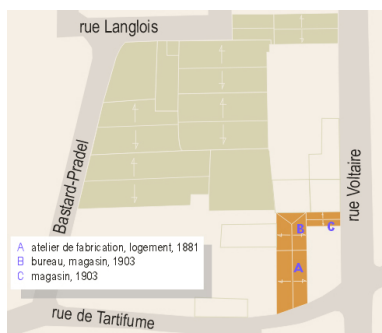 rue Langlois
Bastard-Pradel
rue Voltaire
B
C
A
A atelier de fabrication, logement, 1881
B bureau, magasin, 1903
C magasin, 1903
rue de Tartifume